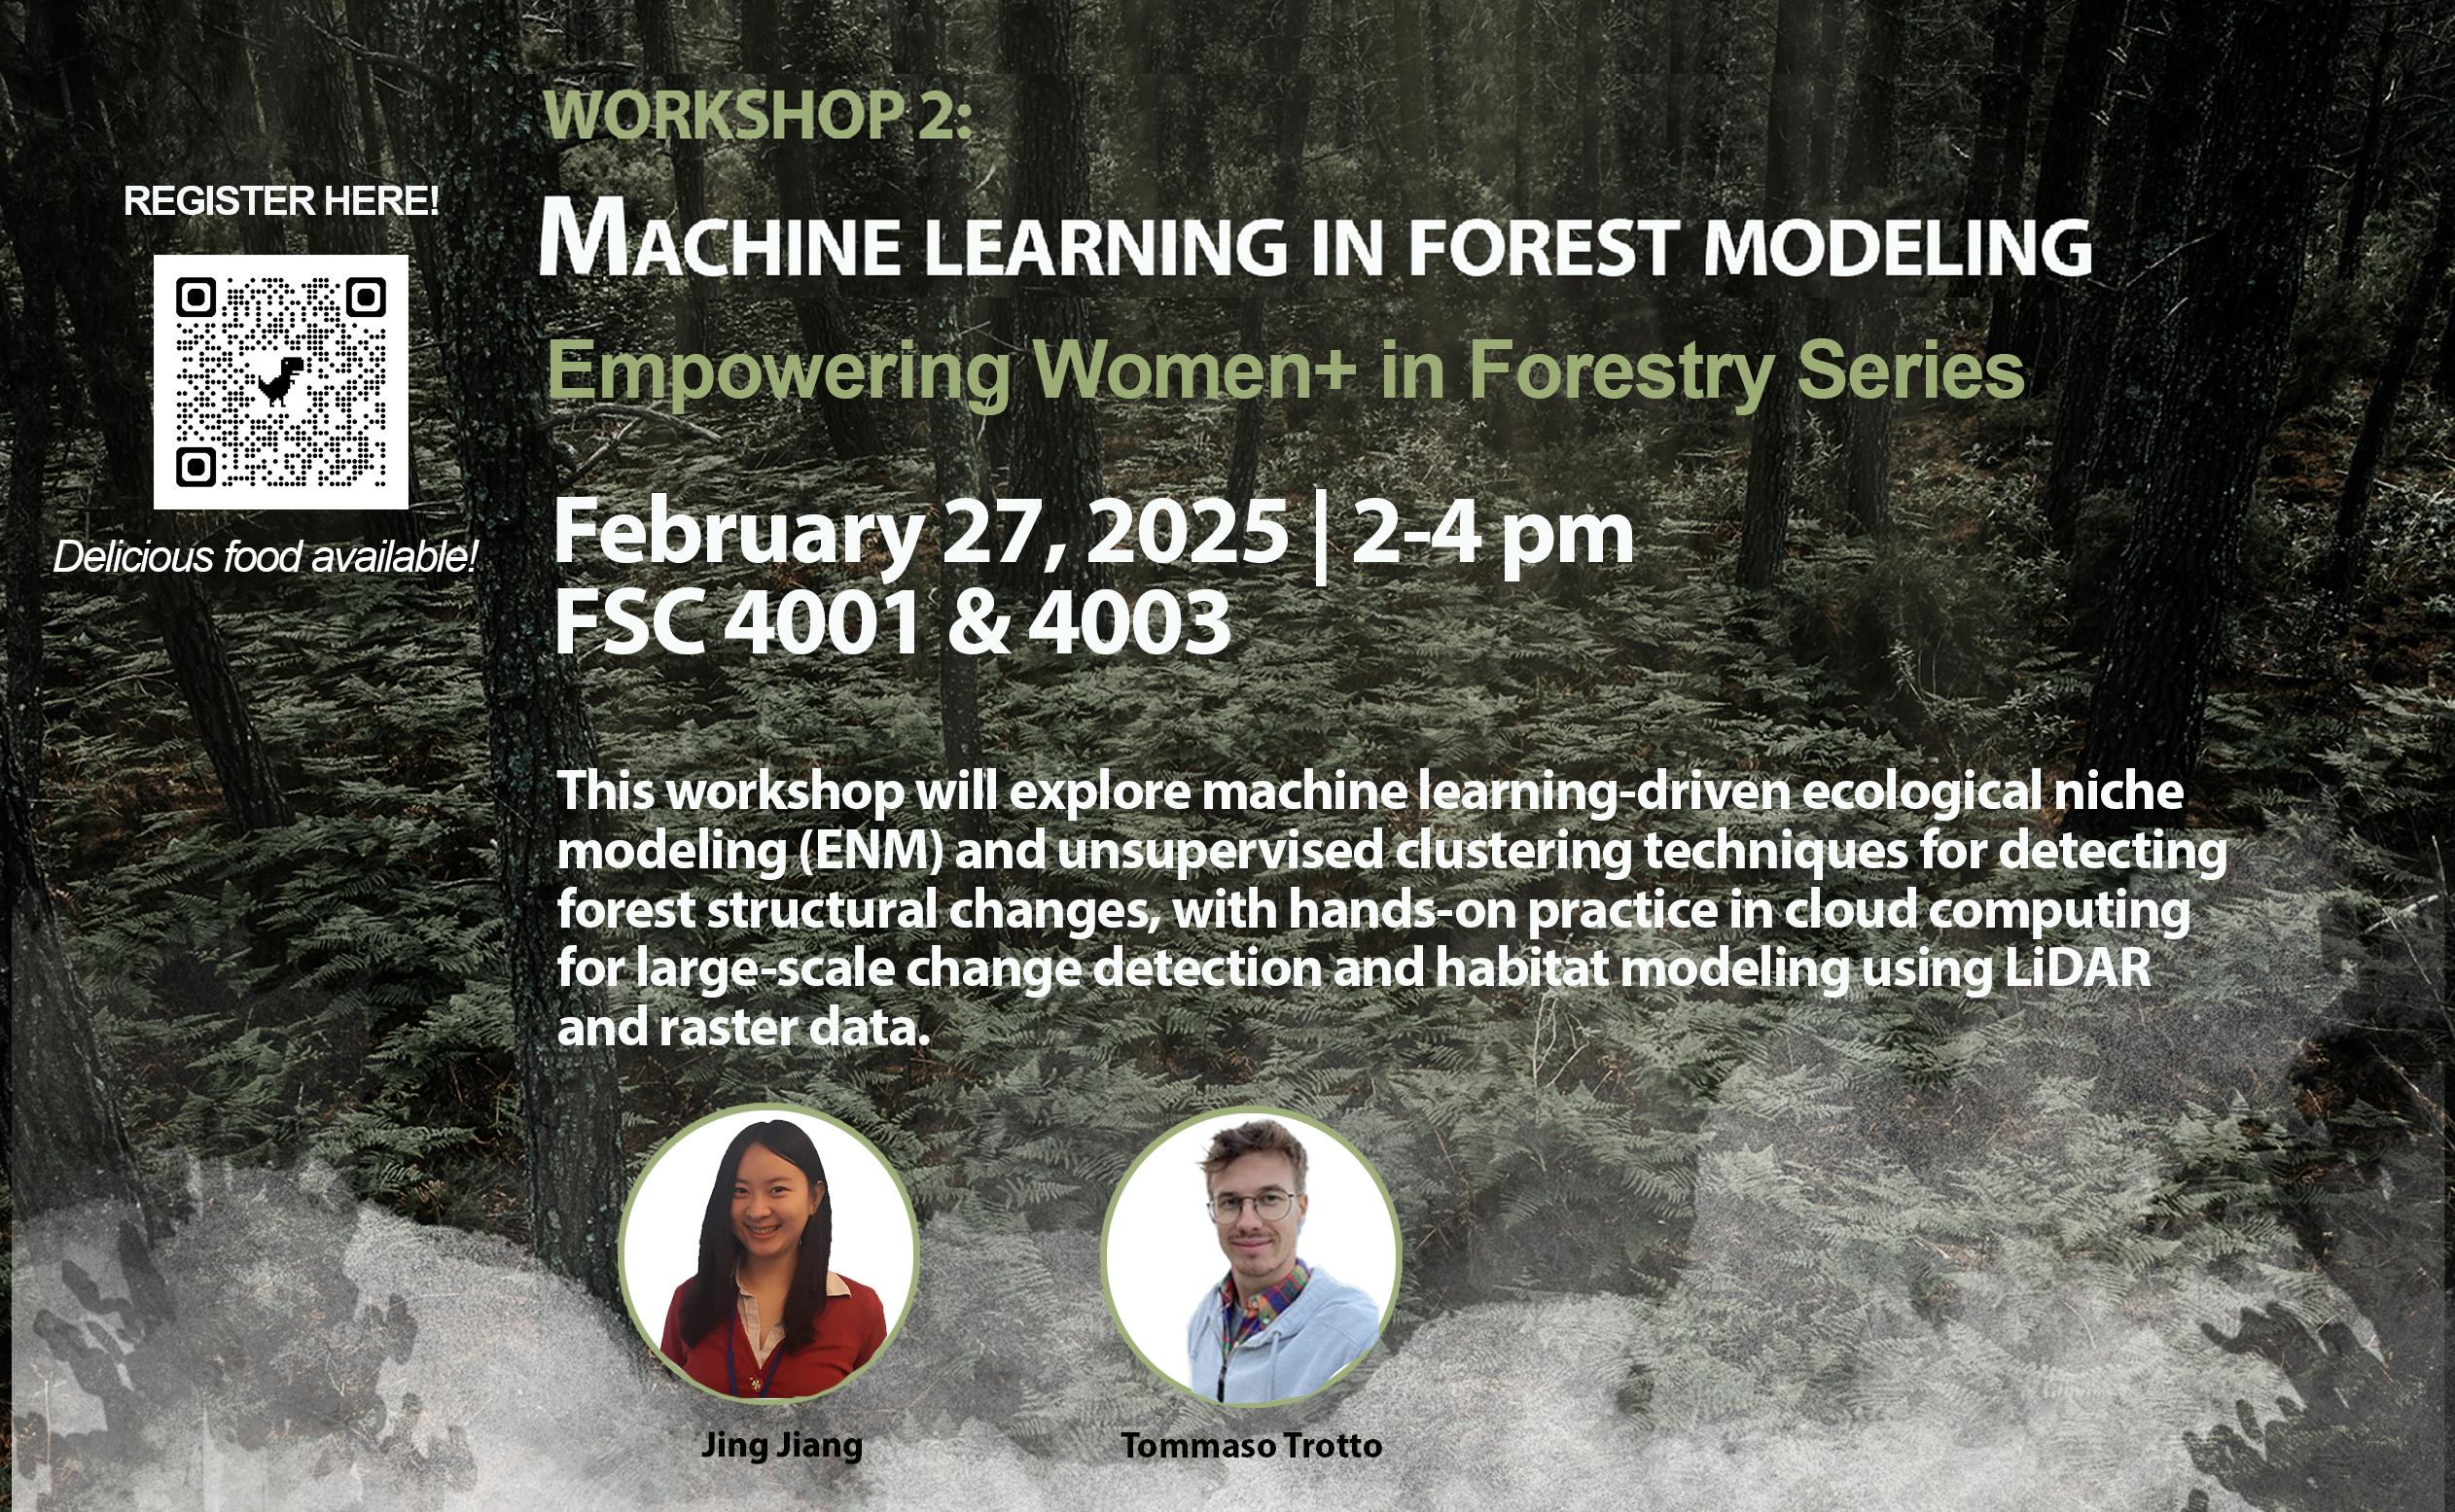 WORKSHOP 2:
MACHINE LEARNING IN FOREST MODELING
Empowering Women+ in Forestry Series
REGISTER HERE!
Delicious food available!
February 27, 2025 | 2-4 pm
FSC 4001 & 4003
This workshop will explore machine learning-driven ecological niche
modeling (ENM) and unsupervised clustering techniques for detecting
forest structural changes, with hands-on practice in cloud computing
for large-scale change detection and habitat modeling using LiDAR
and raster data.
Jing Jiang
Tommaso Trotto